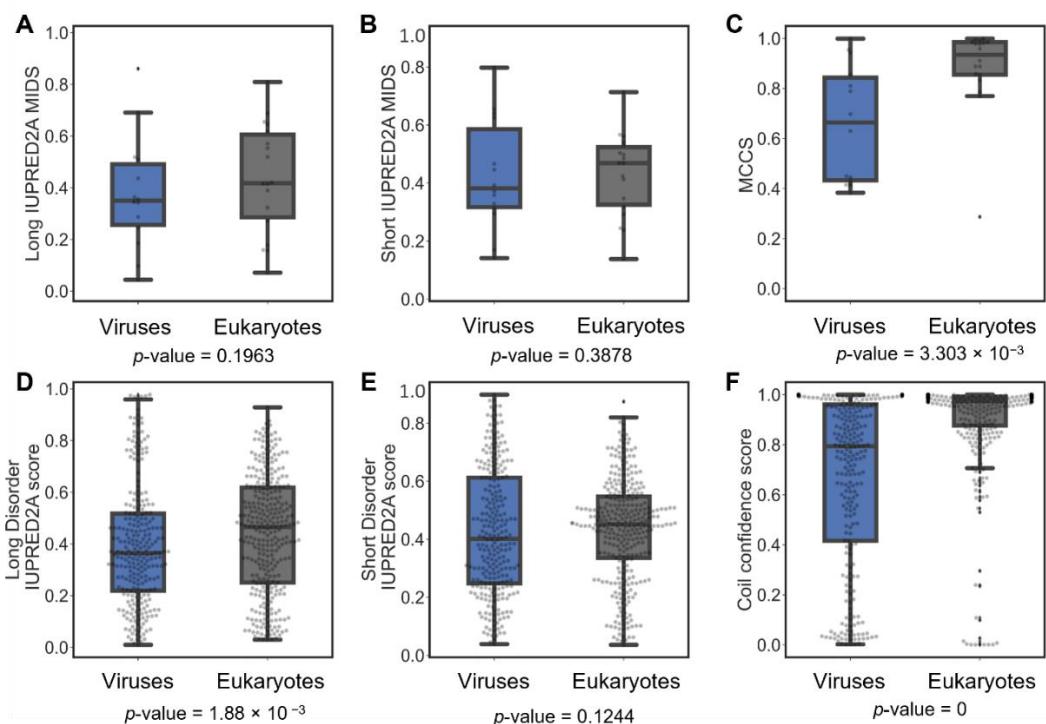 A
Long IUPRED2A MIDS
1.0
0.8
0.6
0.4
0.2
0.0
Viruses Eukaryotes
p-value = 0.1963
B
Short IUPRED2A MIDS
1.0
0.8
0.6
0.4
0.2
0.0
Viruses Eukaryotes
p-value = 0.3878
C
MCCS
1.0
0.8
0.6
0.4
0.2
0.0
Viruses Eukaryotes
p-value = 3.303 × 10⁻³
D
Long Disorder
IUPRED2A score
1.0
0.8
0.6
0.4
0.2
0.0
Viruses Eukaryotes
p-value = 1.88 × 10⁻³
E
Short Disorder
IUPRED2A score
1.0
0.8
0.6
0.4
0.2
0.0
Viruses Eukaryotes
p-value = 0.1244
F
Coil confidence score
1.0
0.8
0.6
0.4
0.2
0.0
Viruses Eukaryotes
p-value = 0